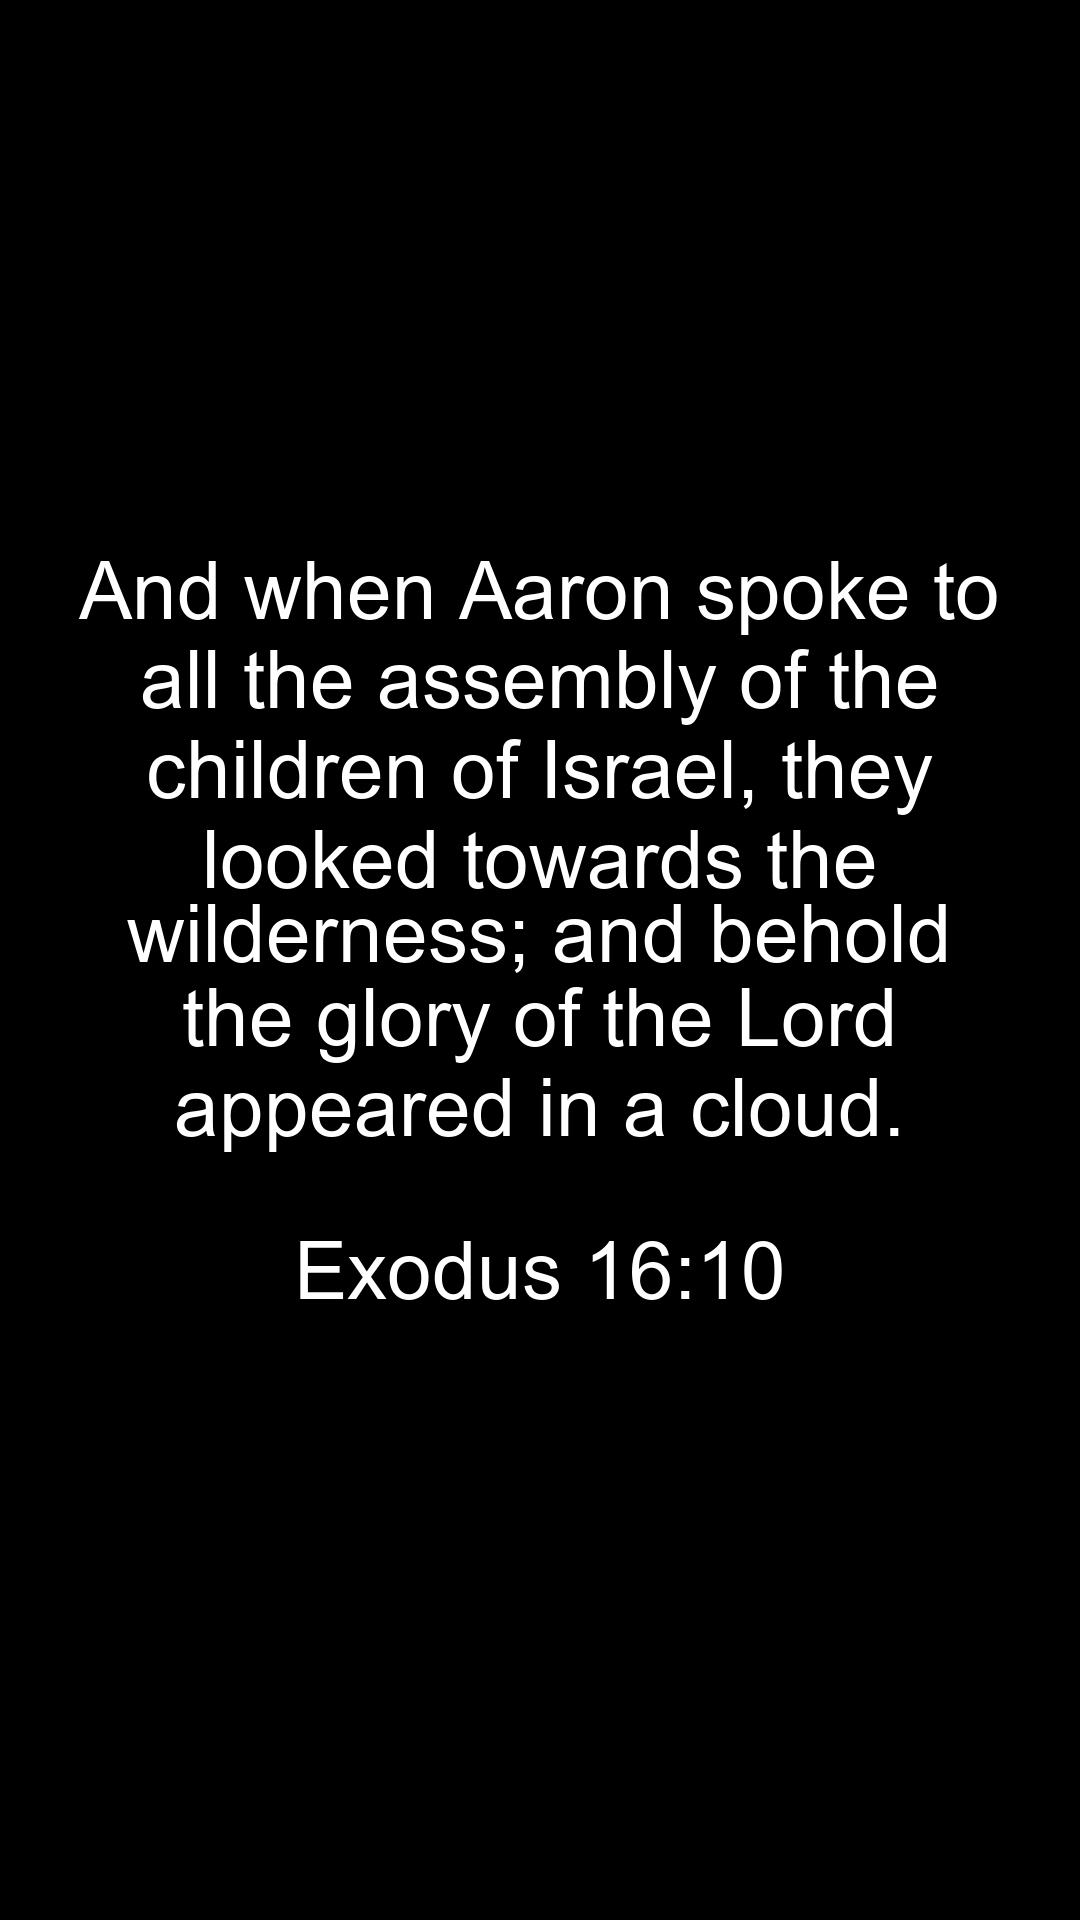 And when Aaron spoke to
all the assembly of the
children of Israel, they
looked towards the
wilderness; and behold
the glory of the Lord
appeared in a cloud.
Exodus 16:10